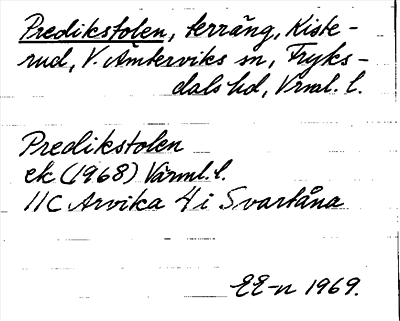 Predikstolen, terräng, Kiste-
rud, V. Ämterviks sn, Fryks-
dals hd, Vrml. l.
Predikstolen
ek (1968) Värml. l.
11C Arvika 4i Svartåna
EE-n 1969.